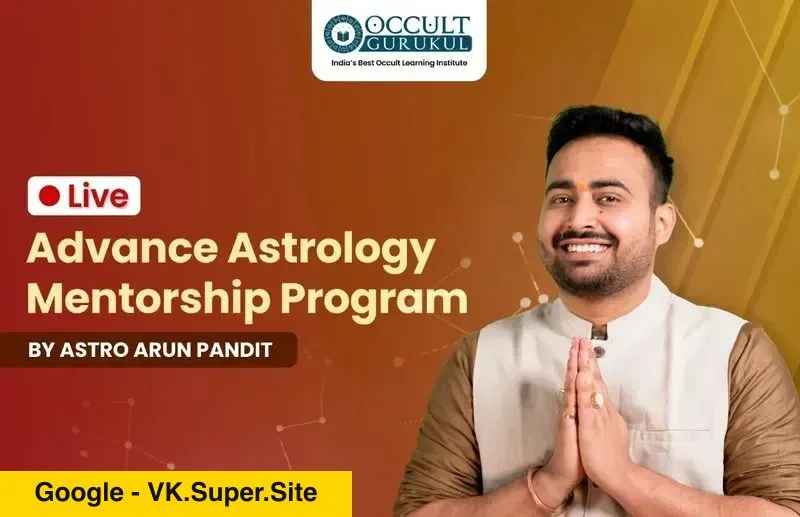 OCCULT
GURUKUL
India's Best Occult Learning Institute
Live
Advance Astrology
Mentorship Program
BY ASTRO ARUN PANDIT
Google - VK.Super.Site